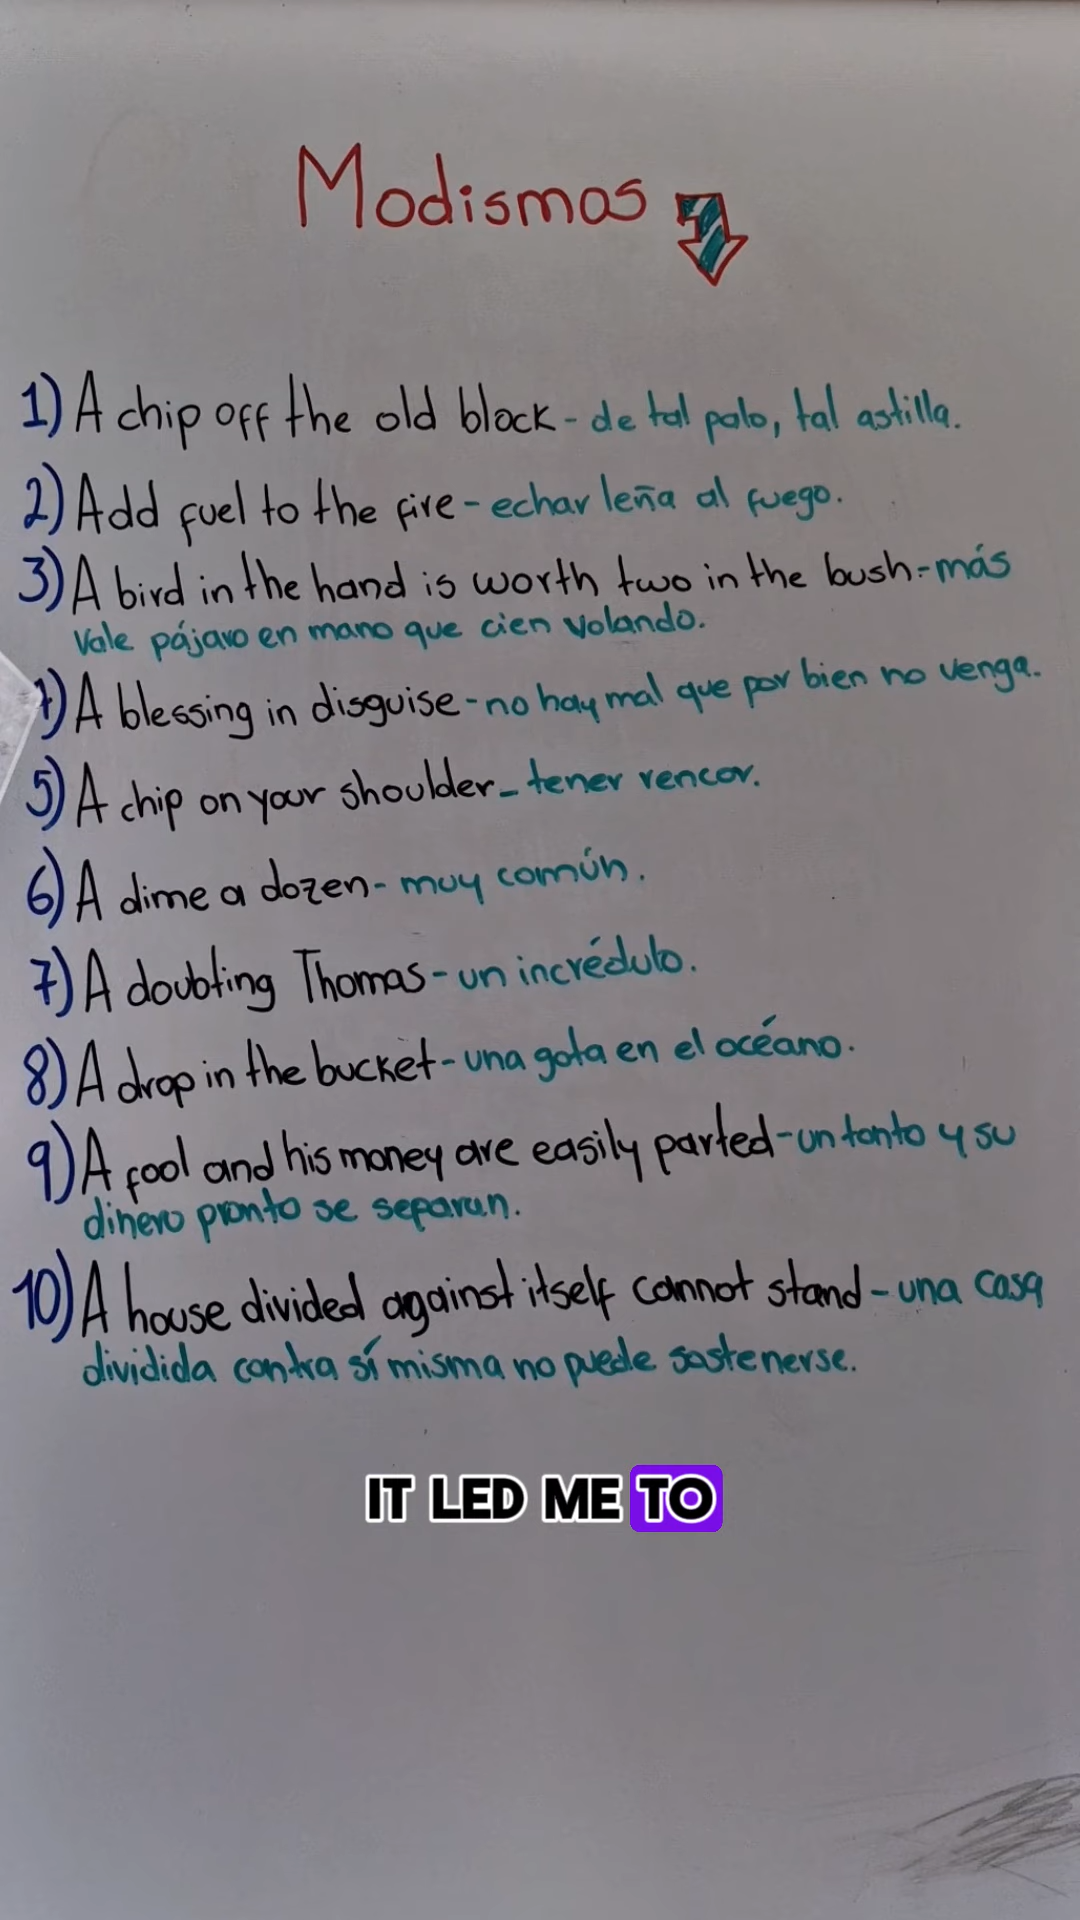 Modismos
1) A chip off the old block - de tal palo, tal astilla.
2) Add fuel to the fire - echar leña al fuego.
3) A bird in the hand is worth two in the bush - más
vale pájaro en mano que cien volando.
4) A blessing in disguise - no hay mal que por bien no venga.
5) A chip on your shoulder - tener rencor.
6) A dime a dozen - muy común.
7) A doubting Thomas - un incrédulo.
8) A drop in the bucket - una gota en el océano.
9) A fool and his money are easily parted - un tonto y su
dinero pronto se separan.
10) A house divided against itself cannot stand - una casa
dividida contra sí misma no puede sostenerse.
IT LED ME TO